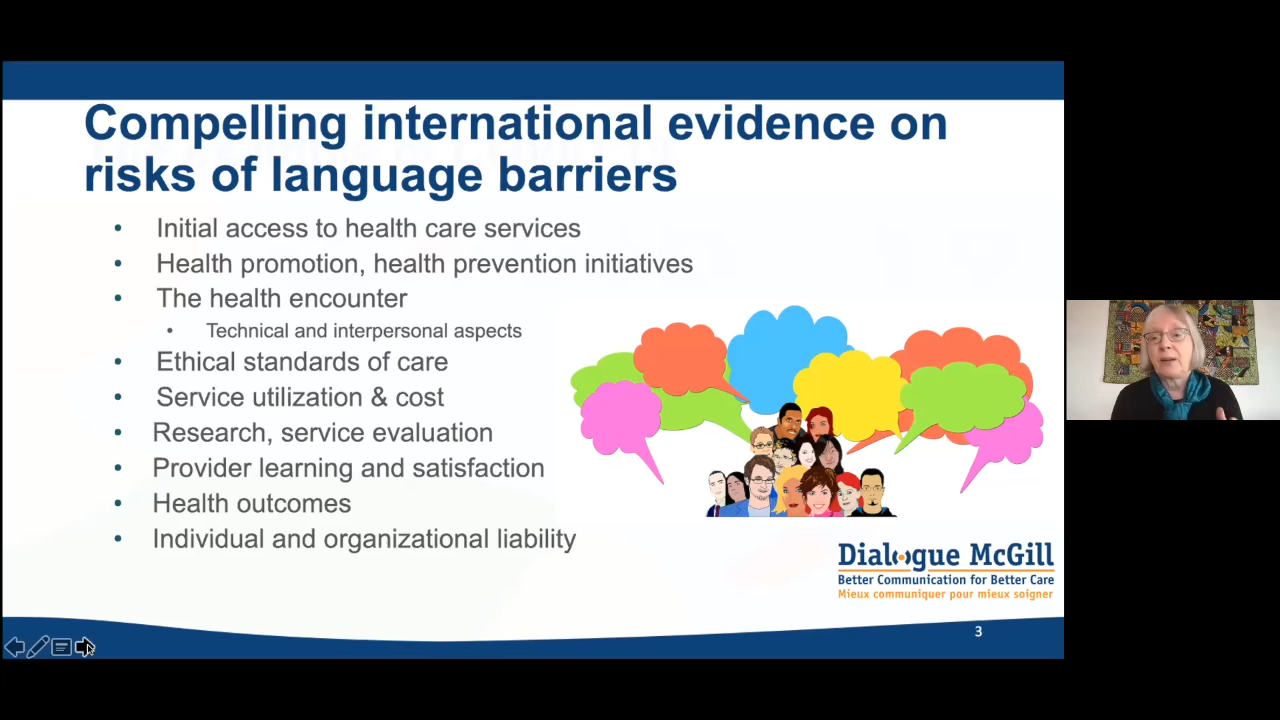 Compelling international evidence on
risks of language barriers
• Initial access to health care services
• Health promotion, health prevention initiatives
• The health encounter
• Technical and interpersonal aspects
• Ethical standards of care
• Service utilization & cost
• Research, service evaluation
• Provider learning and satisfaction
• Health outcomes
• Individual and organizational liability
Dialogue McGill
Better Communication for Better Care
Mieux communiquer pour mieux soigner
3